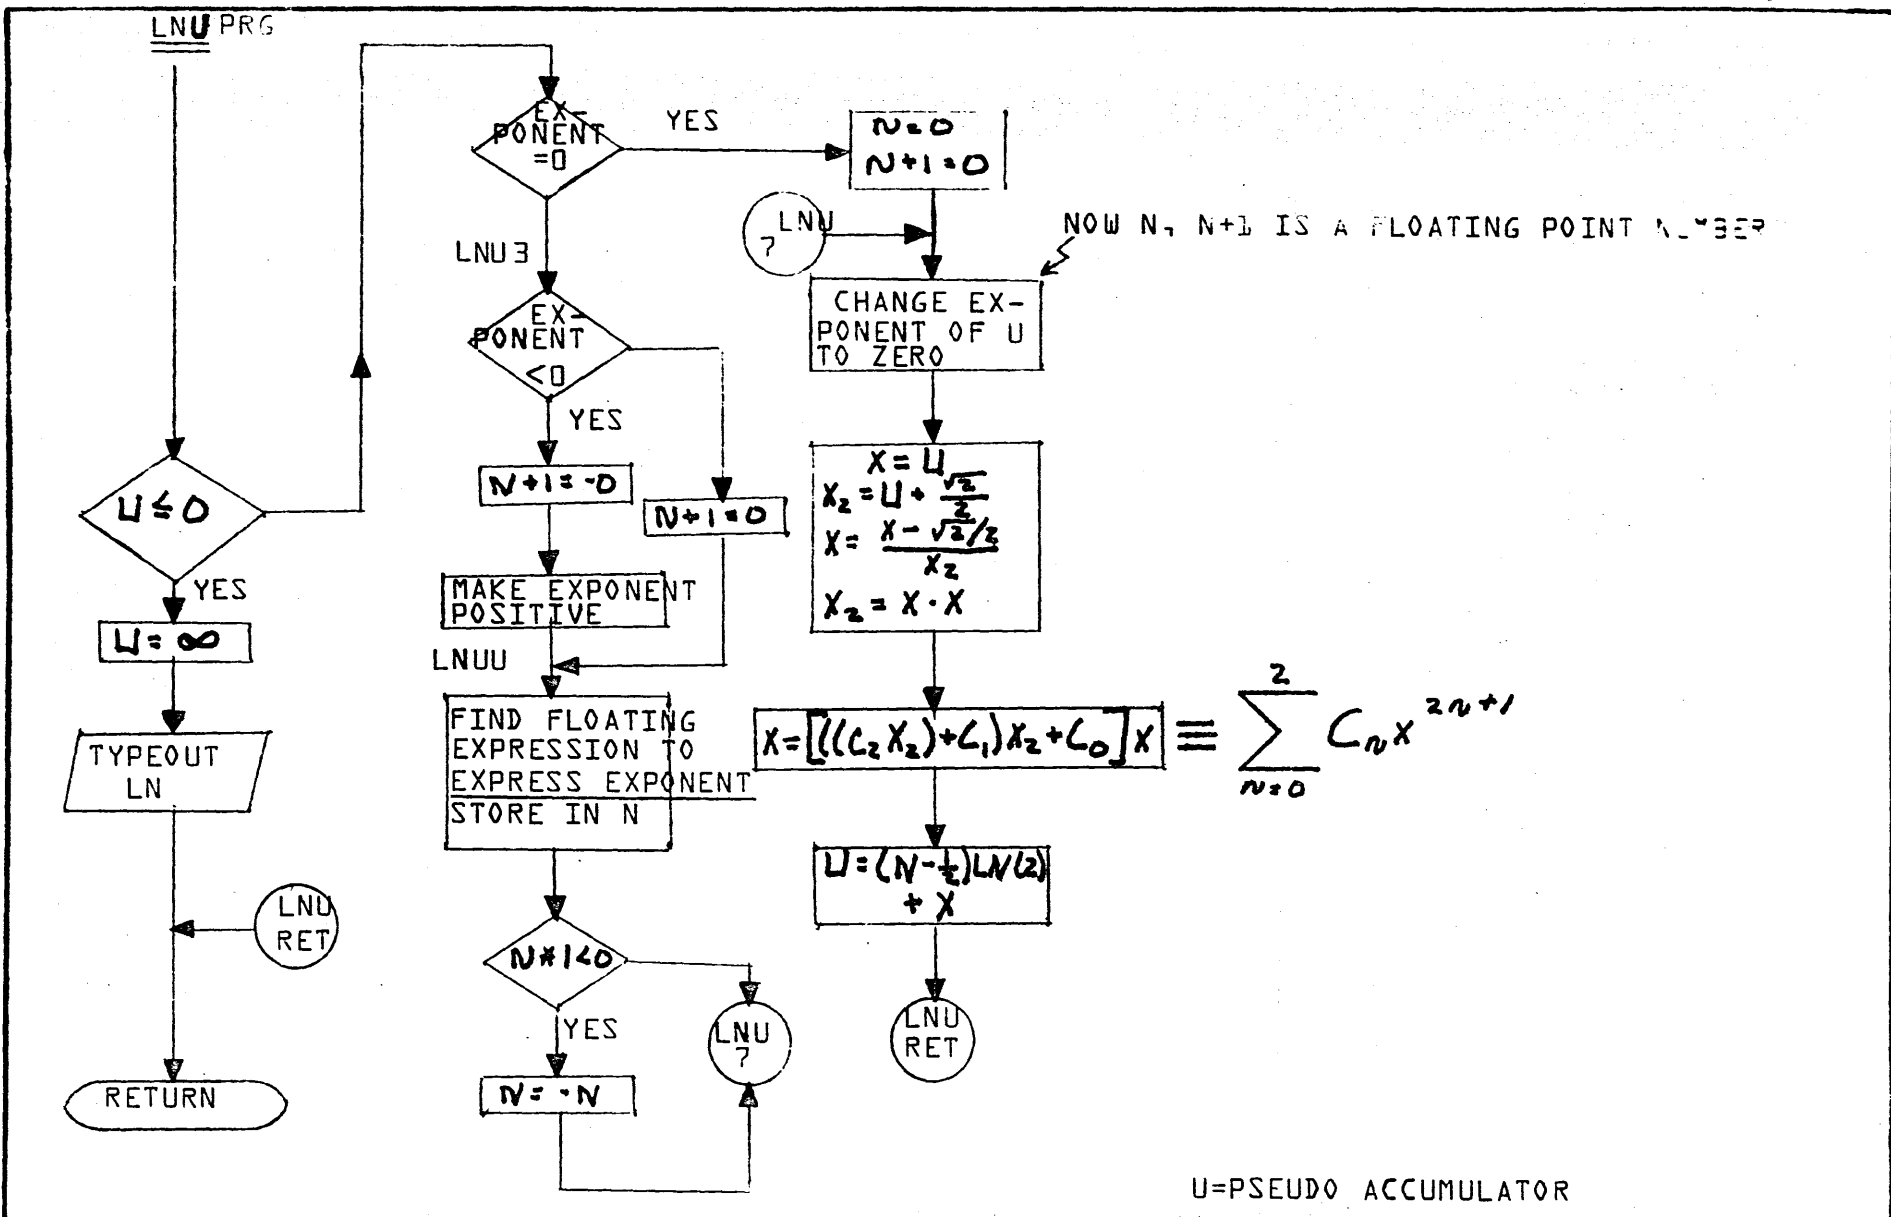 LNU PRG
U ≤ 0
YES
U = ∞
TYPEOUT
LN
LNU
RET
RETURN
EX-
PONENT
=0
YES
LNU3
EX-
PONENT
<0
YES
N+1=-0
N+1=0
MAKE EXPONENT
POSITIVE
LNUU
FIND FLOATING
EXPRESSION TO
EXPRESS EXPONENT
STORE IN N
N*1<0
YES
N=-N
LNU
7
N=0
N+1=0
LNU
7
NOW N, N+1 IS A FLOATING POINT NUMBER
CHANGE EX-
PONENT OF U
TO ZERO
X = U
X₂ = U + √2/2
X = (X - √2/2)/X₂
X₂ = X · X
X=[((C₂X₂)+C₁)X₂+C₀]X ≡ 2 ∑ N=0 CₙX²ⁿ⁺¹
U=(N-½)LN(2)
+ X
LNU
RET
U=PSEUDO ACCUMULATOR